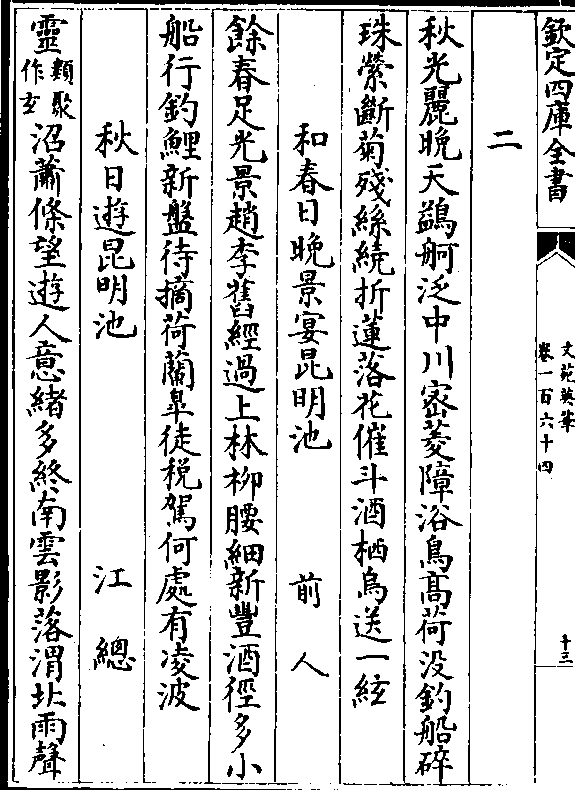 欽定四庫全書
文苑英華
卷一百六十四
十三
二
秋光麗晚天鷁舸泛中川密菱障浴鳥髙荷没釣船碎
珠縈斷菊殘絲繞折蓮落花催斗酒栖烏送一絃
和春日晚景宴昆明池 前人
餘春足光景趙李舊經過上林柳腰細新豐酒徑多小
船行釣鯉新盤待摘荷蘭臯徒税駕何處有凌波
秋日遊昆明池 江總
靈類聚作玄沼蕭條望遊人意緒多終南雲影落渭北雨聲